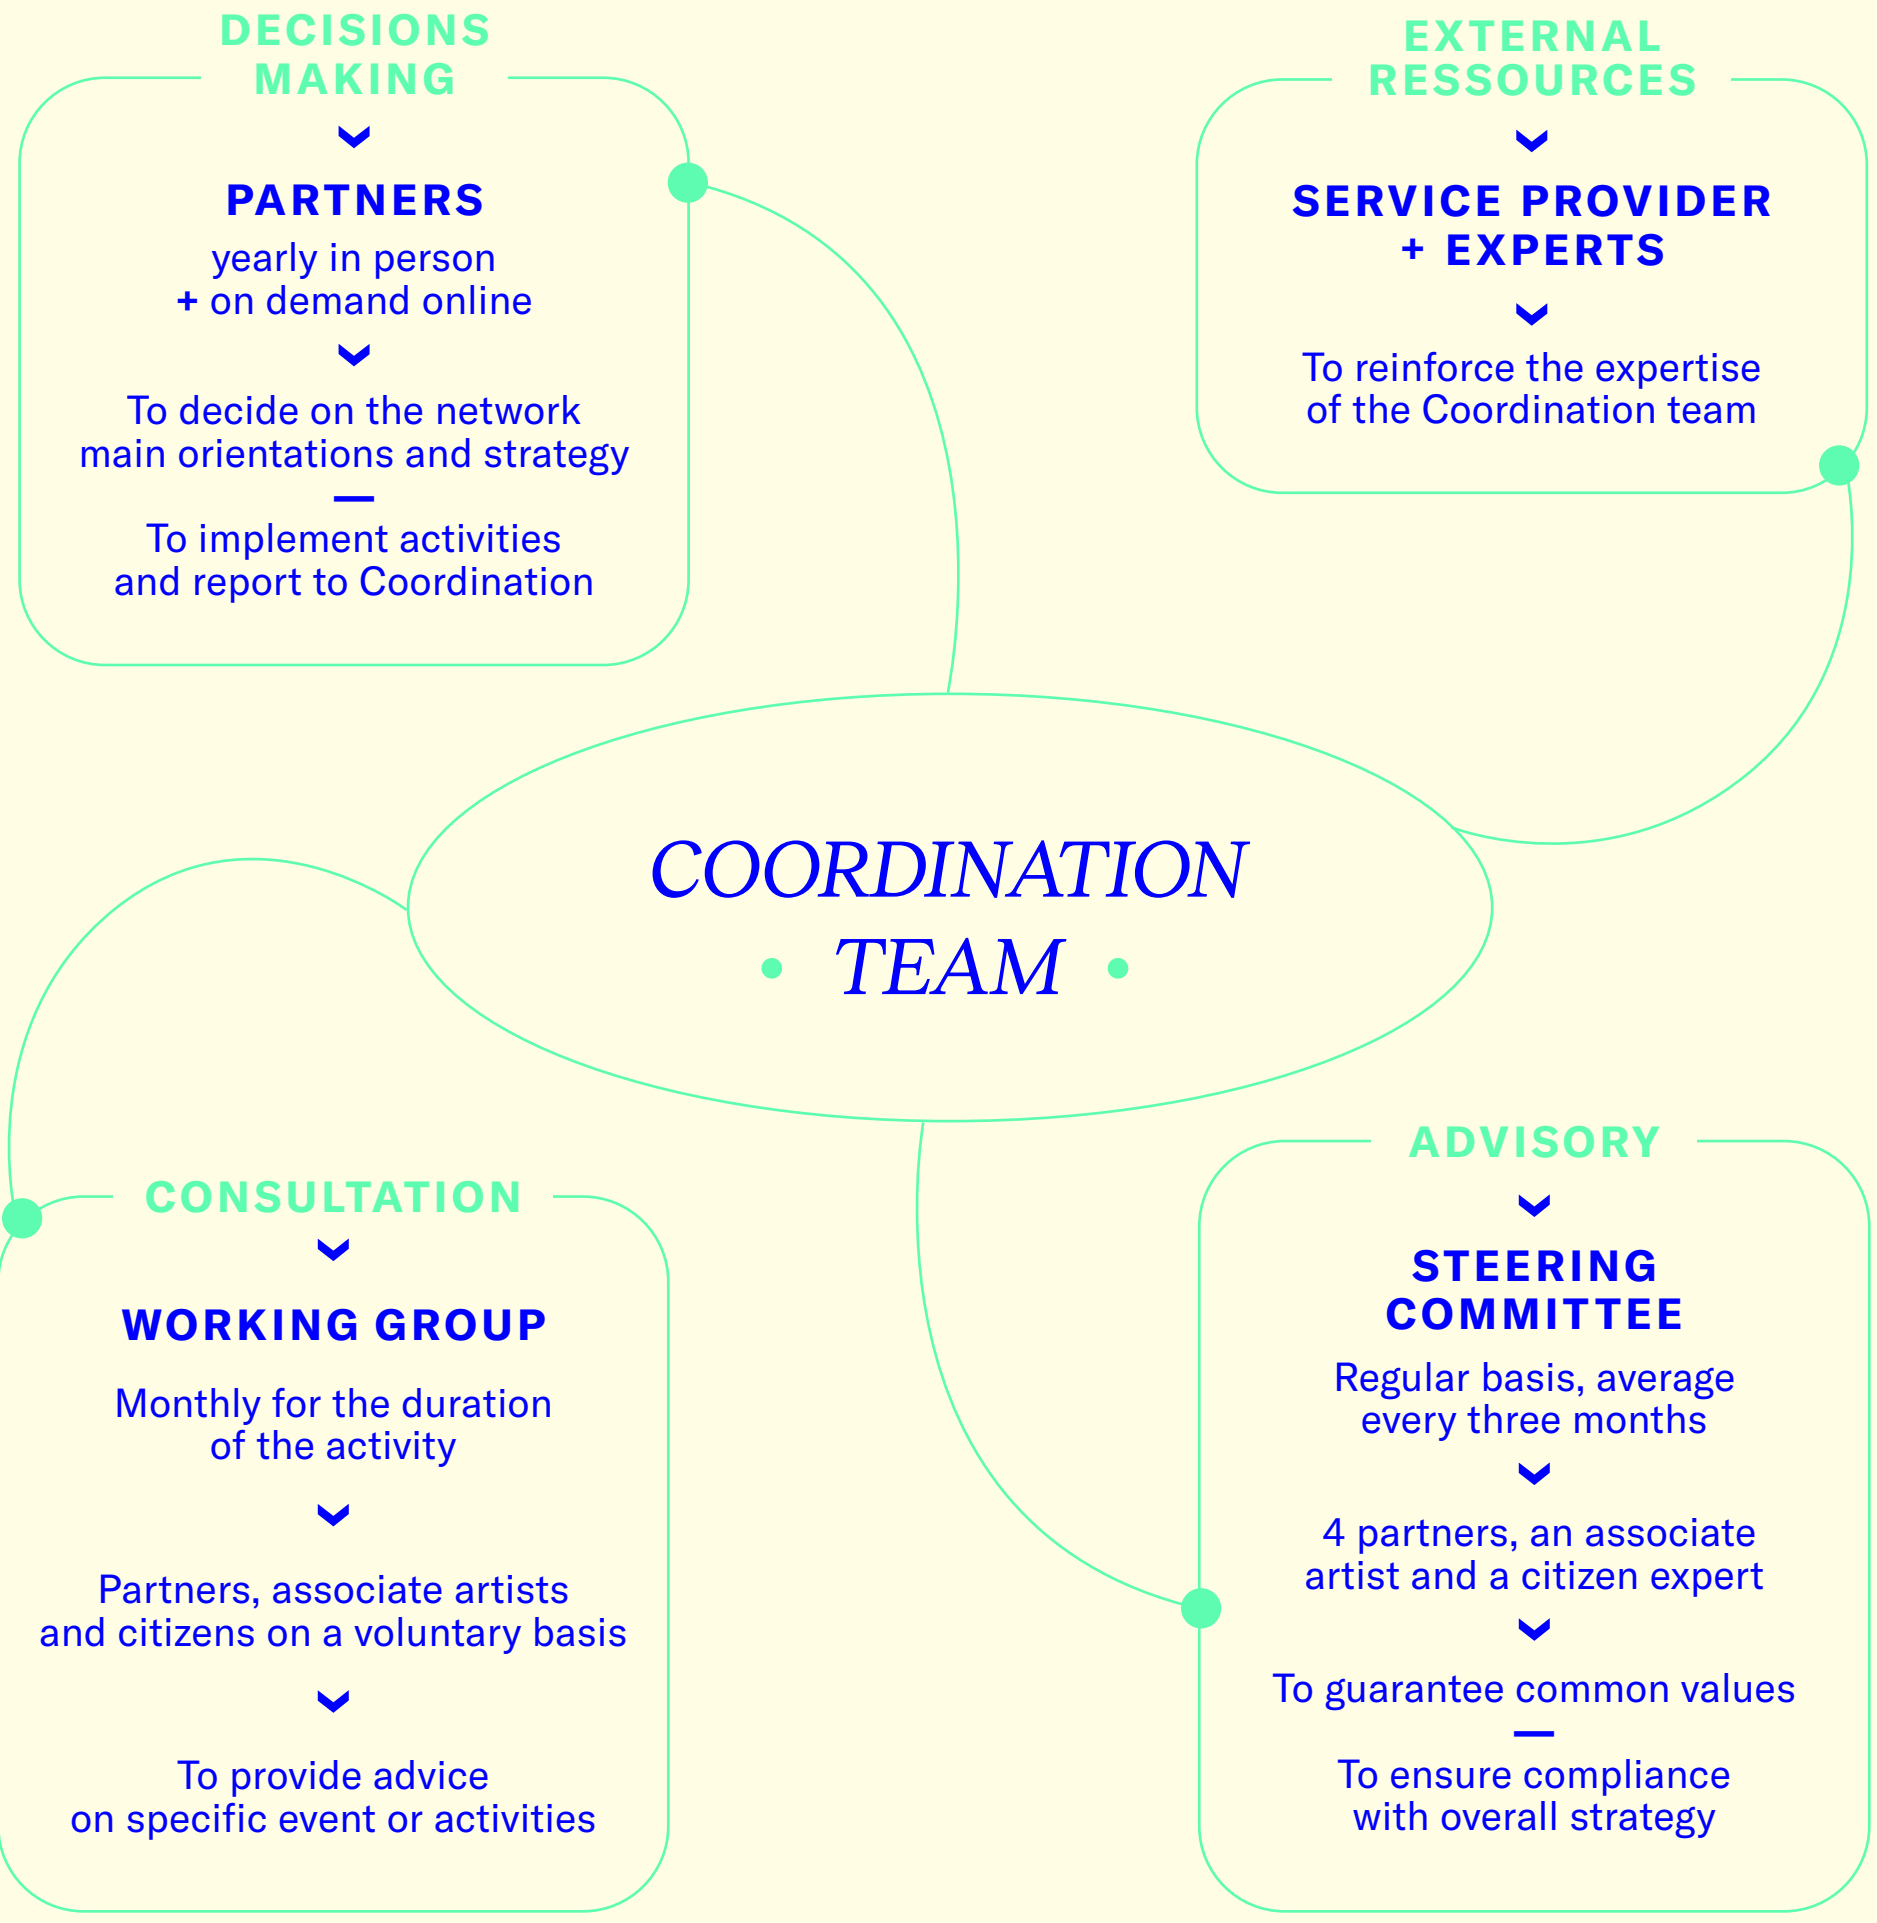 DECISIONS
MAKING
PARTNERS
yearly in person
+ on demand online
To decide on the network
main orientations and strategy
—
To implement activities
and report to Coordination
EXTERNAL
RESSOURCES
SERVICE PROVIDER
+ EXPERTS
To reinforce the expertise
of the Coordination team
COORDINATION
• TEAM •
CONSULTATION
WORKING GROUP
Monthly for the duration
of the activity
Partners, associate artists
and citizens on a voluntary basis
To provide advice
on specific event or activities
ADVISORY
STEERING
COMMITTEE
Regular basis, average
every three months
4 partners, an associate
artist and a citizen expert
To guarantee common values
—
To ensure compliance
with overall strategy